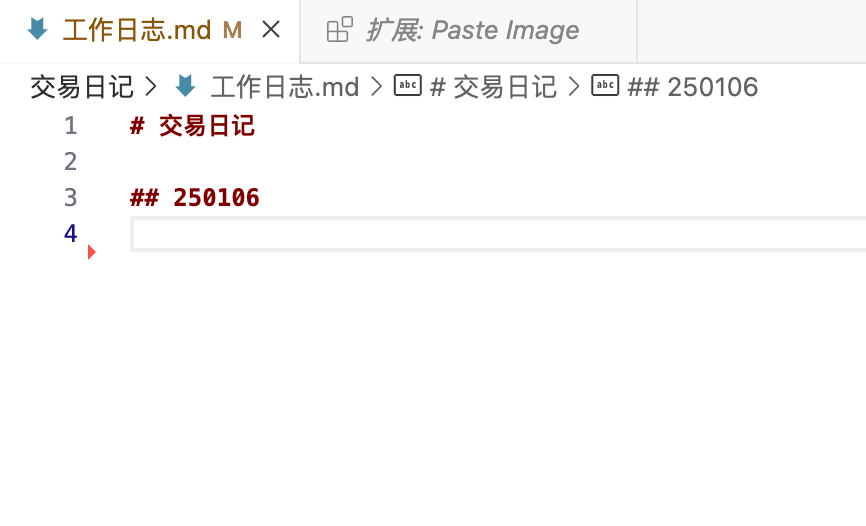 工作日志.md M
扩展: Paste Image
交易日记 > 工作日志.md > abc # 交易日记 > abc ## 250106
1 # 交易日记
2
3 ## 250106
4